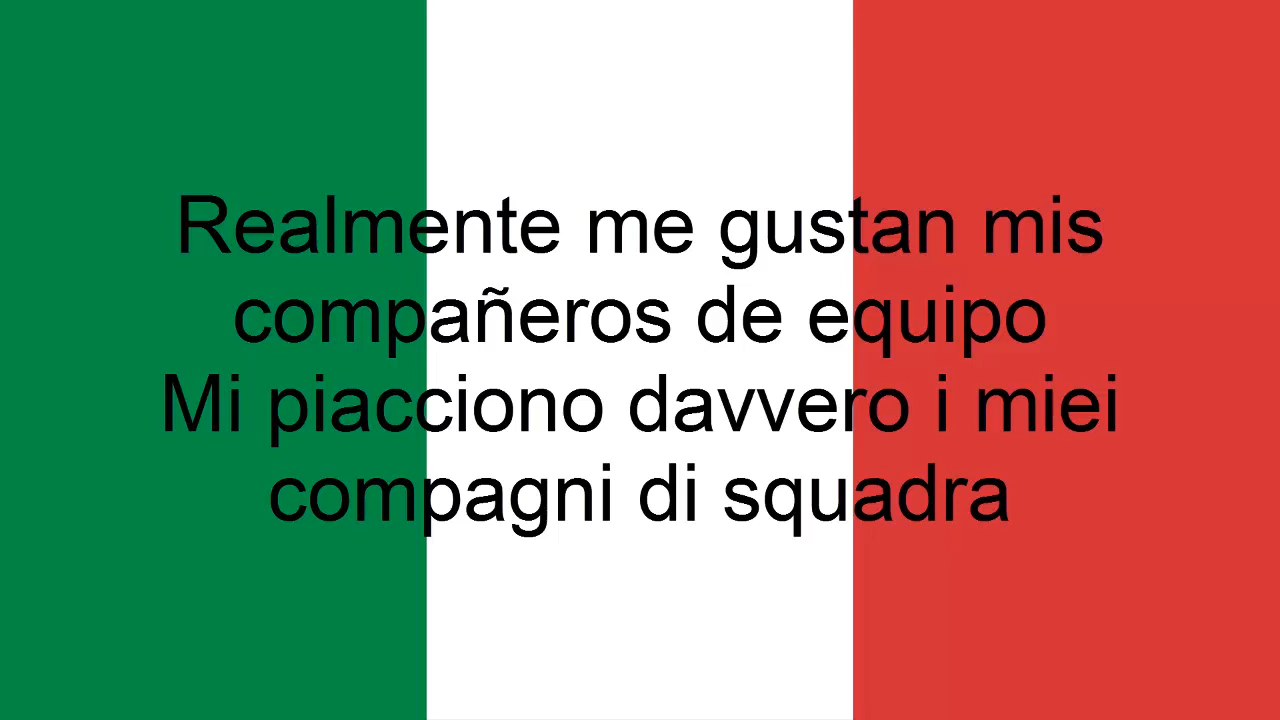 Realmente me gustan mis
compañeros de equipo
Mi piacciono davvero i miei
compagni di squadra